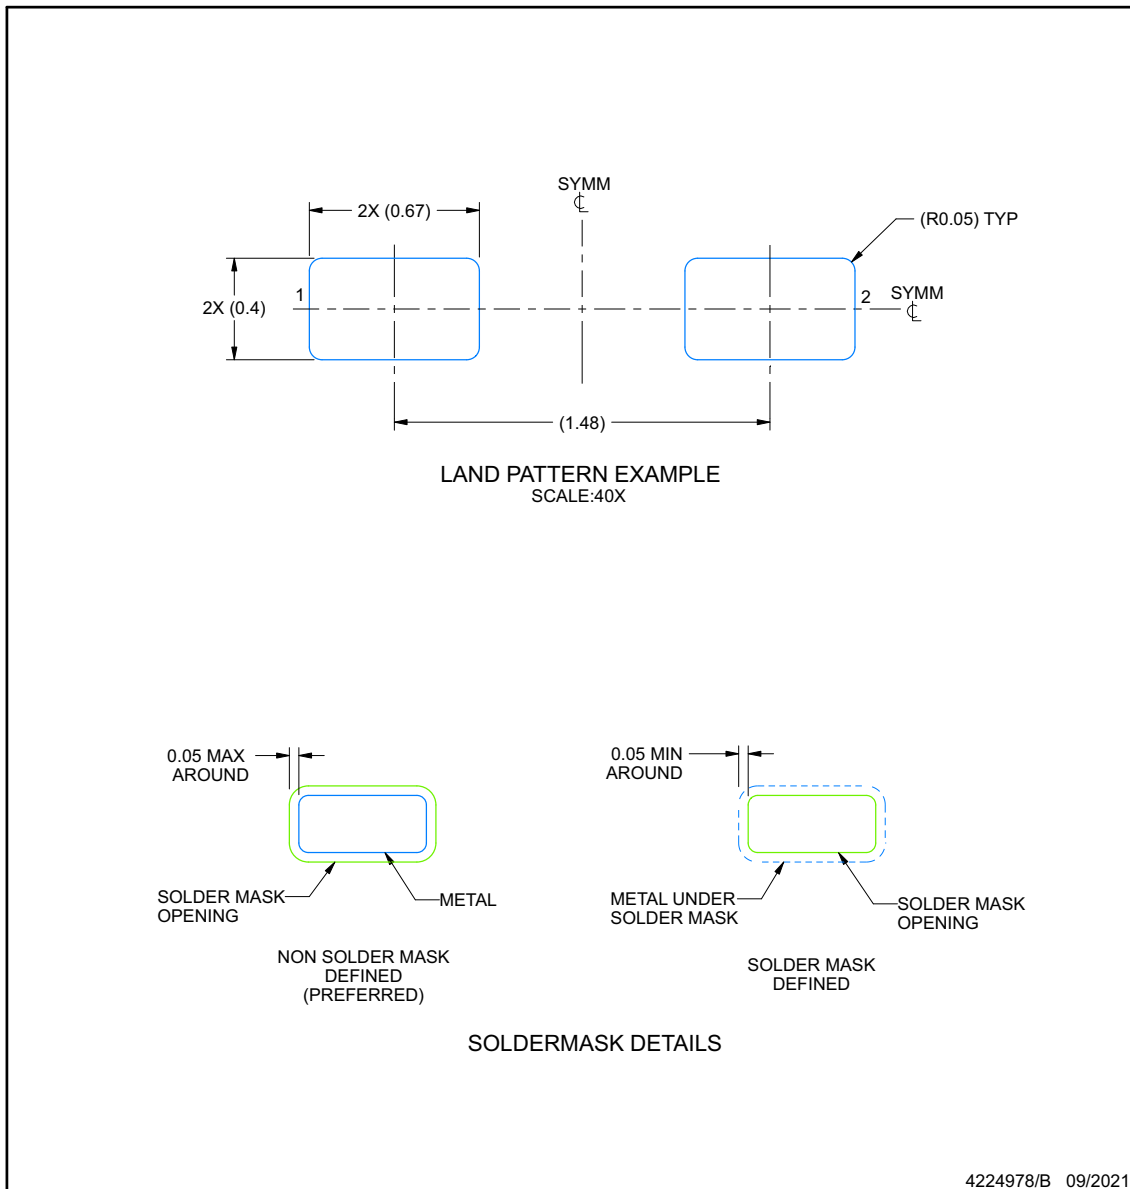 SYMM
℄
2X (0.67)
(R0.05) TYP
1
2
SYMM
℄
2X (0.4)
(1.48)
LAND PATTERN EXAMPLE
SCALE:40X
0.05 MAX
AROUND
0.05 MIN
AROUND
SOLDER MASK
OPENING
METAL
METAL UNDER
SOLDER MASK
SOLDER MASK
OPENING
NON SOLDER MASK
DEFINED
(PREFERRED)
SOLDER MASK
DEFINED
SOLDERMASK DETAILS
4224978/B 09/2021